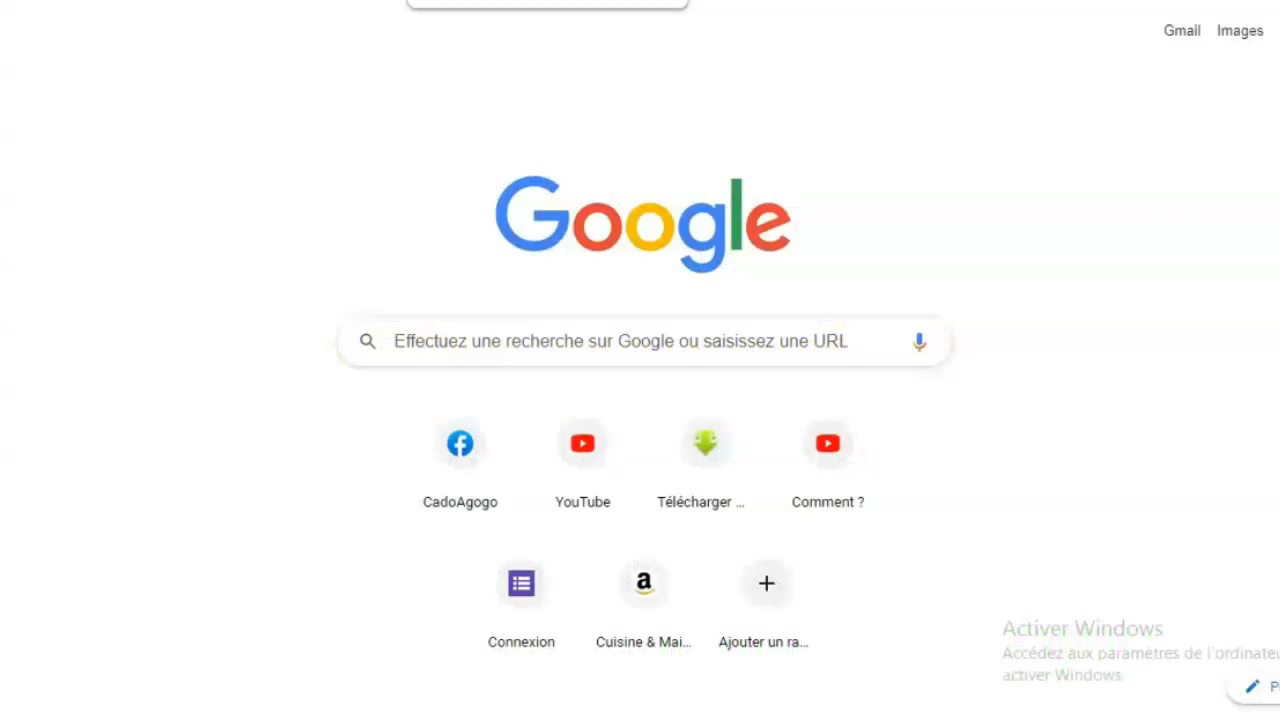 Gmail Images
Google
Effectuez une recherche sur Google ou saisissez une URL
CadoAgogo YouTube Télécharger ... Comment ?
Connexion Cuisine & Mai... Ajouter un ra...
Activer Windows
Accédez aux paramètres de l'ordinateu
activer Windows.